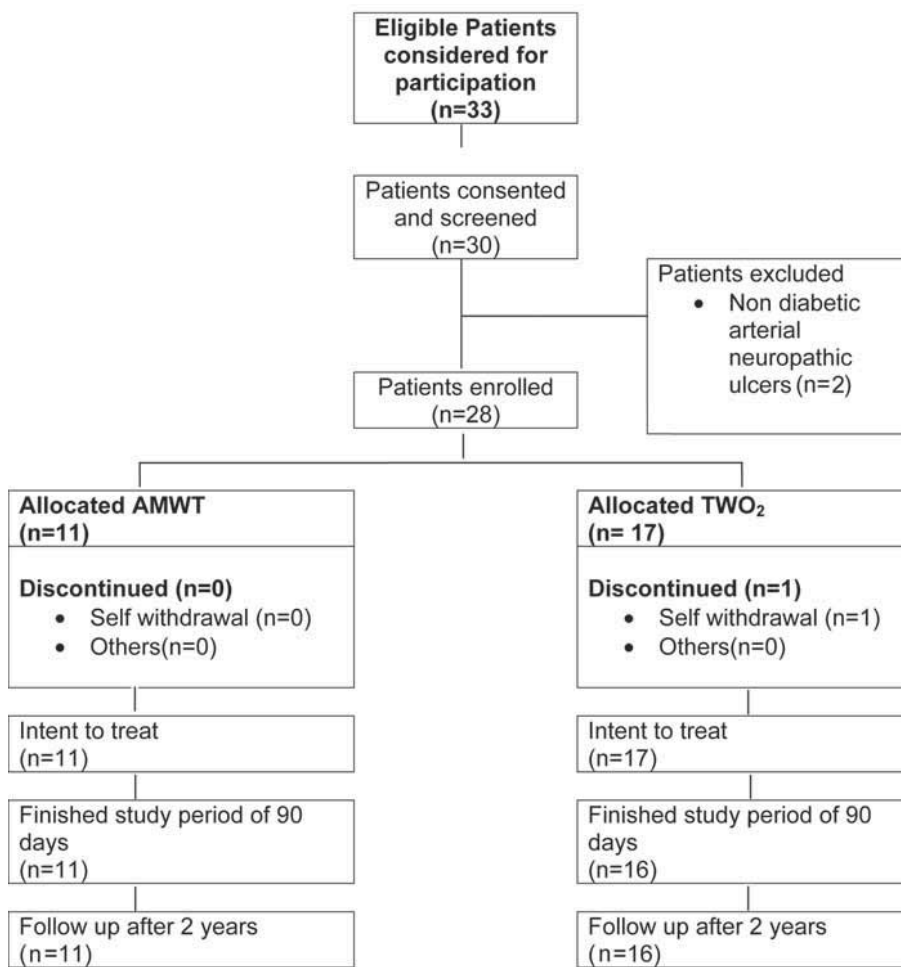 Eligible Patients
considered for
participation
(n=33)
Patients consented
and screened
(n=30)
Patients excluded
• Non diabetic
arterial
neuropathic
ulcers (n=2)
Patients enrolled
(n=28)
Allocated AMWT
(n=11)
Discontinued (n=0)
• Self withdrawal (n=0)
• Others(n=0)
Intent to treat
(n=11)
Finished study period of 90
days
(n=11)
Follow up after 2 years
(n=11)
Allocated TWO₂
(n= 17)
Discontinued (n=1)
• Self withdrawal (n=1)
• Others(n=0)
Intent to treat
(n=17)
Finished study period of 90
days
(n=16)
Follow up after 2 years
(n=16)